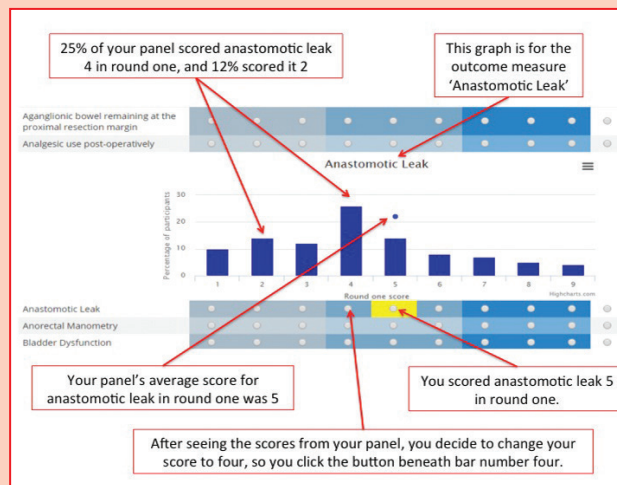 25% of your panel scored anastomotic leak
4 in round one, and 12% scored it 2
This graph is for the
outcome measure
‘Anastomotic Leak’
Aganglionic bowel remaining at the
proximal resection margin
Analgesic use post-operatively
Anastomotic Leak
Percentage of participants
30
20
10
0
1 2 3 4 5 6 7 8 9
Round one score
Highcharts.com
Anastomotic Leak
Anorectal Manometry
Bladder Dysfunction
Your panel’s average score for
anastomotic leak in round one was 5
You scored anastomotic leak 5
in round one.
After seeing the scores from your panel, you decide to change your
score to four, so you click the button beneath bar number four.